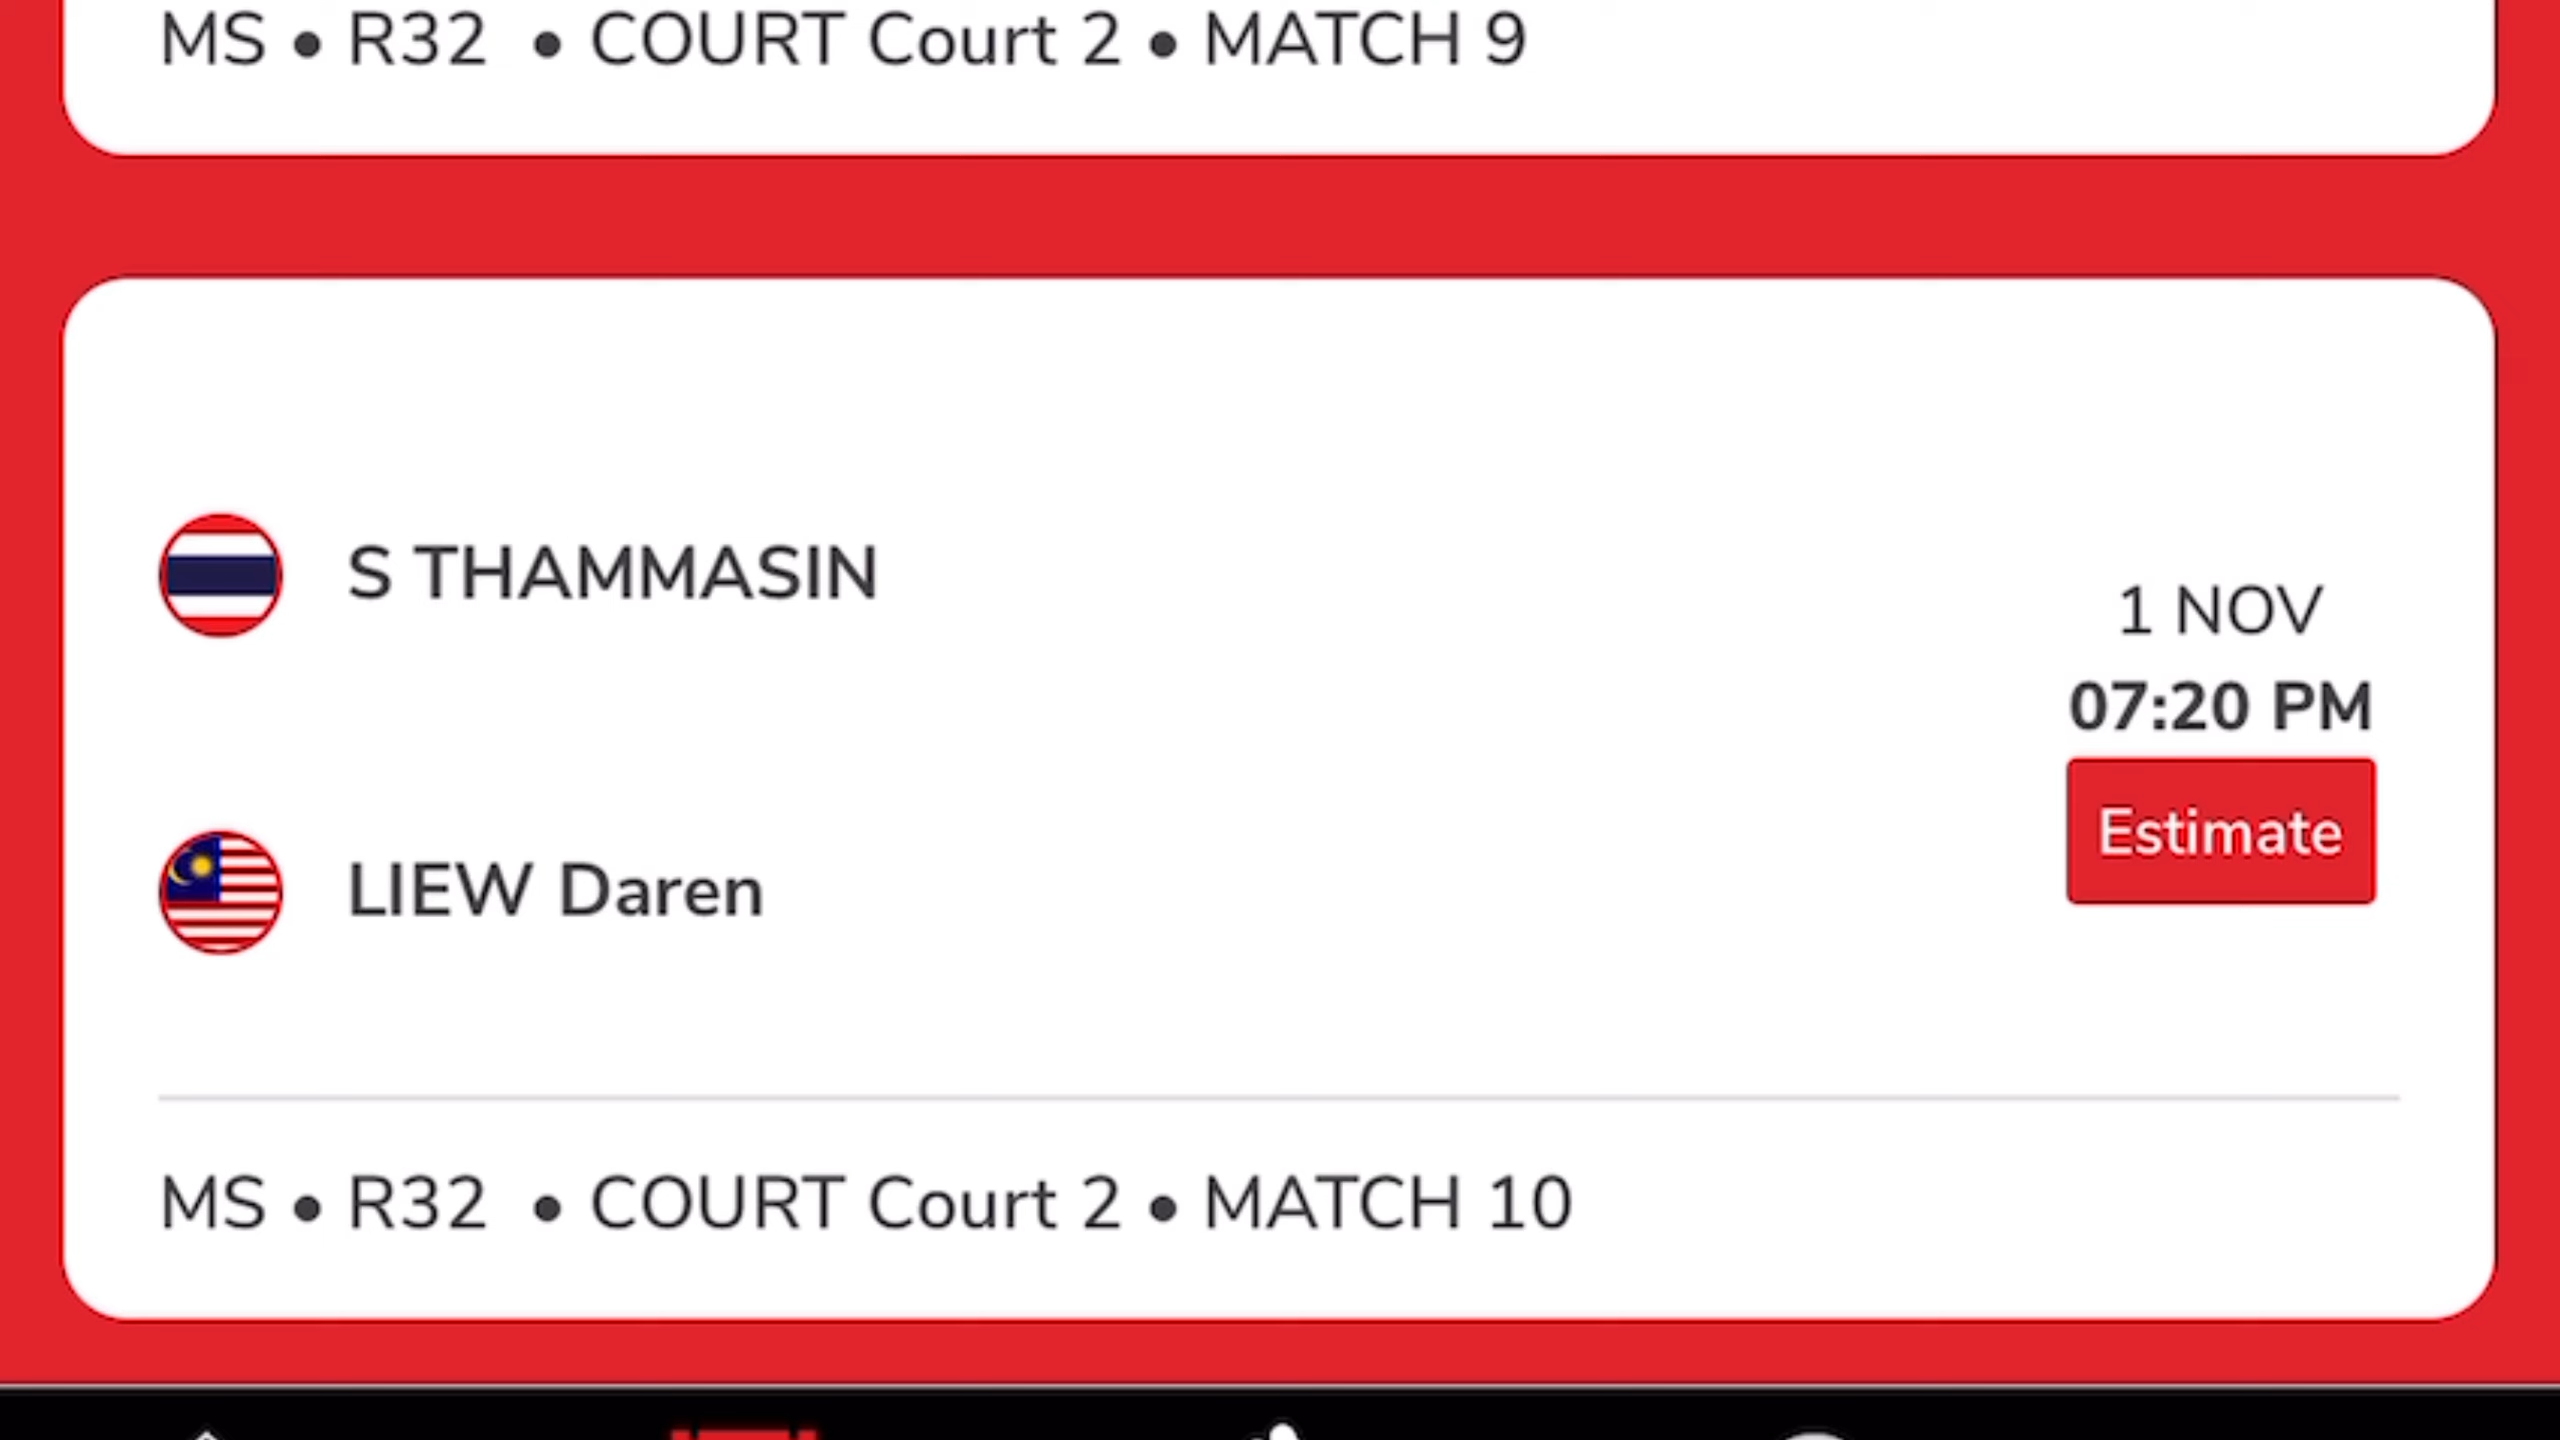 MS • R32 • COURT Court 2 • MATCH 9
S THAMMASIN
1 NOV
07:20 PM
Estimate
LIEW Daren
MS • R32 • COURT Court 2 • MATCH 10